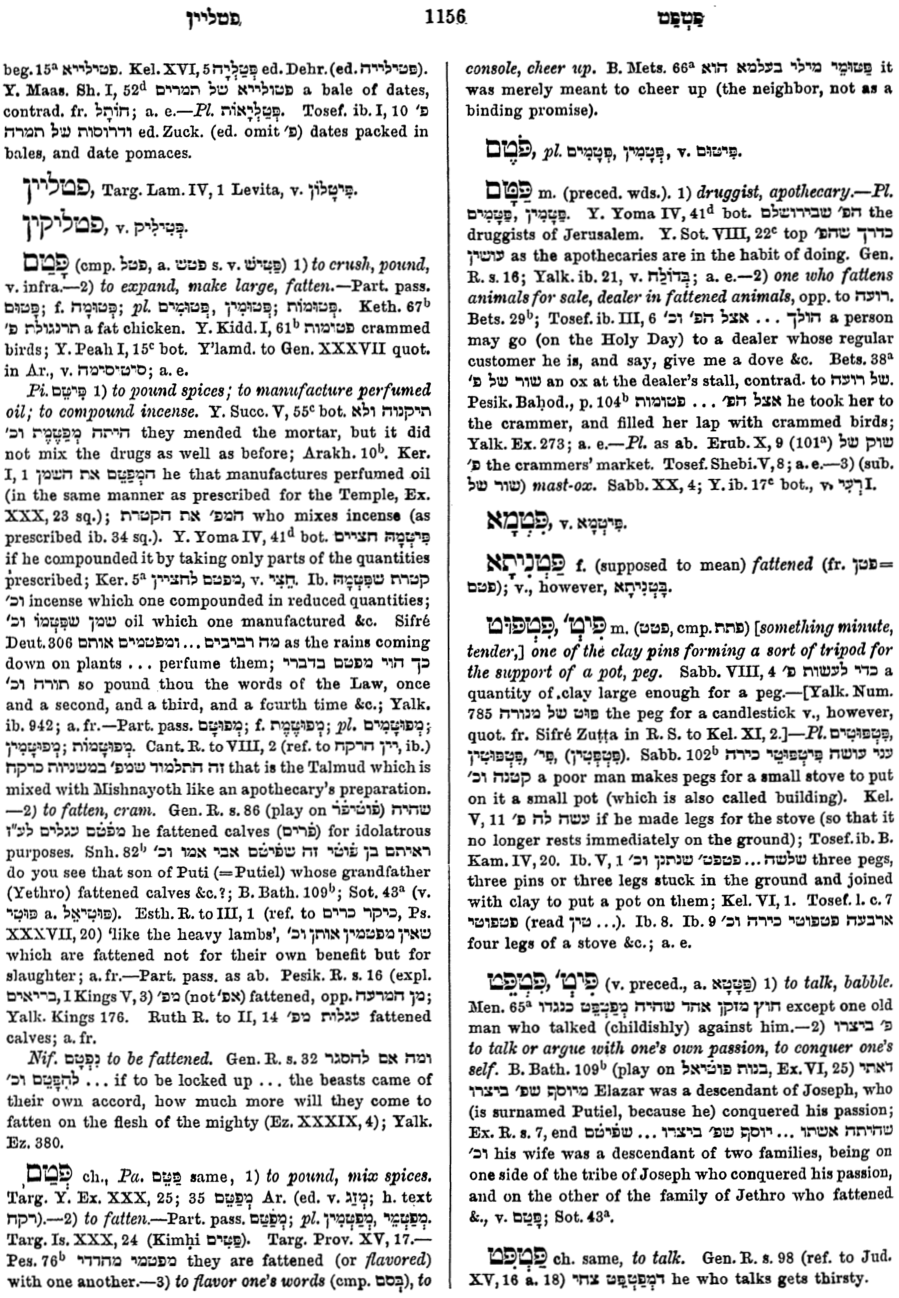 פטליין
1156
פַּטְפַּט
beg. 15ᵃ פטילייא. Kel. XVI, 5 פְּטַלְיָה ed. Dehr. (ed. פטילייה).
Y. Maas. Sh. I, 52ᵈ פטולייא של תמרים a bale of dates,
contrad. fr. חוֹתָל; a. e.—Pl. פְּטַלְיָאוֹת. Tosef. ib. I, 10 פ׳
ודרוסות של תמרה ed. Zuck. (ed. omit פ׳) dates packed in
bales, and date pomaces.
פטלייון, Targ. Lam. IV, 1 Levita, v. פִּיטָלוֹן.
פטליקין, v. פְּטִילִיק.
פָּטַם (cmp. פטל, a. פטש s. v. פַּטִּישׁ) 1) to crush, pound,
v. infra.—2) to expand, make large, fatten.—Part. pass.
פָּטוּם; f. פְּטוּמָה; pl. פְּטוּמִים, פְּטוּמִין; פְּטוּמוֹת. Keth. 67ᵇ
תרנגולת פ׳ a fat chicken. Y. Kidd. I, 61ᵇ פטומות crammed
birds; Y. Peah I, 15ᶜ bot. Y'lamd. to Gen. XXXVII quot.
in Ar., v. סיטיסימה; a. e.
Pi. פִּיטֵּם 1) to pound spices; to manufacture perfumed
oil; to compound incense. Y. Succ. V, 55ᶜ bot. תיקנוה ולא
היתה מְפַטֶּמֶת וכ׳ they mended the mortar, but it did
not mix the drugs as well as before; Arakh. 10ᵇ. Ker.
I, 1 הַמְפַטֵּם את השמן he that manufactures perfumed oil
(in the same manner as prescribed for the Temple, Ex.
XXX, 23 sq.); המפ׳ את הקטרת who mixes incense (as
prescribed ib. 34 sq.). Y. Yoma IV, 41ᵈ bot. פִּיטְּמָהּ חציים
if he compounded it by taking only parts of the quantities
prescribed; Ker. 5ᵃ מפטם לחציין, v. חֲצִי. Ib. קטרת שפִּטְּמָהּ
וכ׳ incense which one compounded in reduced quantities;
שמן שפִּטְּמוֹ וכ׳ oil which one manufactured &c. Sifré
Deut. 306 מה רביבים ... ומפטמים אותם as the rains coming
down on plants ... perfume them; כך הוי מפטם בדברי
תורה וכ׳ so pound thou the words of the Law, once
and a second, and a third, and a fourth time &c.; Yalk.
ib. 942; a. fr.—Part. pass. מְפוּטָּם; f. מְפוּטֶּמֶת; pl. מְפוּטָּמִים;
מְפוּטָּמִין; מְפוּטָּמוֹת. Cant. R. to VIII, 2 (ref. to יין הרקח, ib.)
זה התלמוד שמפ׳ במשניות כרקח that is the Talmud which is
mixed with Mishnayoth like an apothecary's preparation.
—2) to fatten, cram. Gen. R. s. 86 (play on פוטיפר) שהיה
מפטם עגלים לע״ז he fattened calves (פרים) for idolatrous
purposes. Snh. 82ᵇ ראיתם בן פוטי זה שפיטם אבי אמו וכ׳
do you see that son of Puti (=Putiel) whose grandfather
(Yethro) fattened calves &c.?; B. Bath. 109ᵇ; Sot. 43ᵃ (v.
פּוּטִי a. פּוּטִיאֵל). Esth. R. to III, 1 (ref. to כיקר כרים, Ps.
XXXVII, 20) 'like the heavy lambs', שאין מפטמין אותן וכ׳
which are fattened not for their own benefit but for
slaughter; a. fr.—Part. pass. as ab. Pesik. R. s. 16 (expl.
בריאים, I Kings V, 3) מפ׳ (not אפ׳) fattened, opp. מן המרעה;
Yalk. Kings 176. Ruth R. to II, 14 עגלות מפ׳ fattened
calves; a. fr.
Nif. נִפְטַם to be fattened. Gen. R. s. 32 ומה אם להסגר
... לְהִפָּטֵם וכ׳ if to be locked up ... the beasts came of
their own accord, how much more will they come to
fatten on the flesh of the mighty (Ez. XXXIX, 4); Yalk.
Ez. 380.
פְּטַם ch., Pa. פַּטֵּם same, 1) to pound, mix spices.
Targ. Y. Ex. XXX, 25; 35 מְפַטֵּם Ar. (ed. v. מְזַג; h. text
רקח).—2) to fatten.—Part. pass. מְפַטַּם; pl. מְפַטְּמִין, מְפַטְּמֵי.
Targ. Is. XXX, 24 (Kimḥi פַּטִּים). Targ. Prov. XV, 17.—
Pes. 76ᵇ מפטמי מהדדי they are fattened (or flavored)
with one another.—3) to flavor one's words (cmp. בְּסַם), to
console, cheer up. B. Mets. 66ᵃ פַּטּוּמֵי מילי בעלמא הוא it
was merely meant to cheer up (the neighbor, not as a
binding promise).
פֹּטֶם, pl. פְּטָמִין, פְּטָמִים, v. פיטום.
פַּטָּם m. (preced. wds.). 1) druggist, apothecary.—Pl.
פַּטָּמִין, פַּטָּמִים. Y. Yoma IV, 41ᵈ bot. הפ׳ שבירושלם the
druggists of Jerusalem. Y. Sot. VIII, 22ᶜ top כדרך שהפ׳
עושין as the apothecaries are in the habit of doing. Gen.
R. s. 16; Yalk. ib. 21, v. בְּדוֹלַח; a. e.—2) one who fattens
animals for sale, dealer in fattened animals, opp. to רועה.
Bets. 29ᵇ; Tosef. ib. III, 6 הולך ... אצל הפ׳ וכ׳ a person
may go (on the Holy Day) to a dealer whose regular
customer he is, and say, give me a dove &c. Bets. 38ᵃ
שור של פ׳ an ox at the dealer's stall, contrad. to של רועה.
Pesik. Baḥod., p. 104ᵇ אצל הפ׳ ... פטומות he took her to
the crammer, and filled her lap with crammed birds;
Yalk. Ex. 273; a. e.—Pl. as ab. Erub. X, 9 (101ᵃ) שוק של
פ׳ the crammers' market. Tosef. Shebi. V, 8; a. e.—3) (sub.
שור של) mast-ox. Sabb. XX, 4; Y. ib. 17ᶜ bot., v. רְעִי I.
פִּטְמָא, v. פִּיטְמָא.
פַּטְנִיתָא f. (supposed to mean) fattened (fr. פטן=
פטם); v., however, בָּטְנִיתָא.
פִּטְפּוּט, פִּיטְ׳ m. (פטט, cmp. פתת) [something minute,
tender,] one of the clay pins forming a sort of tripod for
the support of a pot, peg. Sabb. VIII, 4 כדי לעשות פ׳ a
quantity of clay large enough for a peg.—[Yalk. Num.
785 פוט של מנורה the peg for a candlestick v., however,
quot. fr. Sifré Zuṭṭa in R. S. to Kel. XI, 2.]—Pl. פִּטְפּוּטִים,
פִּטְפּוּטִין, פִּי׳, (פִּטְפְּטִין). Sabb. 102ᵇ עני עושה פִּיטְפּוּטֵי כירה
קטנה וכ׳ a poor man makes pegs for a small stove to put
on it a small pot (which is also called building). Kel.
V, 11 עשה לה פ׳ if he made legs for the stove (so that it
no longer rests immediately on the ground); Tosef. ib. B.
Kam. IV, 20. Ib. V, 1 שלשה ... פטפט׳ שנתנן וכ׳ three pegs,
three pins or three legs stuck in the ground and joined
with clay to put a pot on them; Kel. VI, 1. Tosef. l. c. 7
פטפוטי (read טין ...). Ib. 8. Ib. 9 ארבעה פטפוטי כירה וכ׳
four legs of a stove &c.; a. e.
פִּטְפֵּט, פִּיטְ׳ (v. preced., a. פַּטְטָא) 1) to talk, babble.
Men. 65ᵃ חוץ מזקן אחד שהיה מְפַטְפֵּט כנגדו except one old
man who talked (childishly) against him.—2) פ׳ ביצרו
to talk or argue with one's own passion, to conquer one's
self. B. Bath. 109ᵇ (play on בנות פוטיאל, Ex. VI, 25) דאתי
מיוסף שפ׳ ביצרו Elazar was a descendant of Joseph, who
(is surnamed Putiel, because he) conquered his passion;
Ex. R. s. 7, end שהיתה אשתו ... יוסף שפ׳ ביצרו ... שפיטם
וכ׳ his wife was a descendant of two families, being on
one side of the tribe of Joseph who conquered his passion,
and on the other of the family of Jethro who fattened
&., v. פָּטַם; Sot. 43ᵃ.
פַּטְפֵּט ch. same, to talk. Gen. R. s. 98 (ref. to Jud.
XV, 16 a. 18) דמְפַטְפֵּט צחי he who talks gets thirsty.